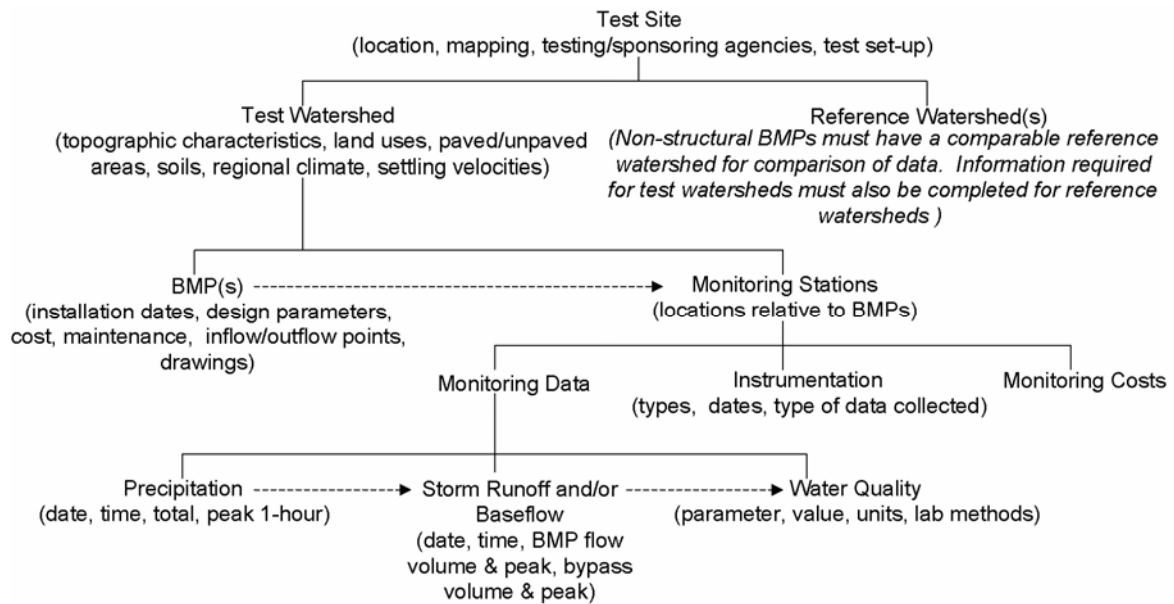 Test Site
(location, mapping, testing/sponsoring agencies, test set-up)
Test Watershed
(topographic characteristics, land uses, paved/unpaved
areas, soils, regional climate, settling velocities)
Reference Watershed(s)
(Non-structural BMPs must have a comparable reference
watershed for comparison of data.  Information required
for test watersheds must also be completed for reference
watersheds )
BMP(s)
(installation dates, design parameters,
cost, maintenance,  inflow/outflow points,
drawings)
Monitoring Stations
(locations relative to BMPs)
Monitoring Data
Instrumentation
(types,  dates, type of data collected)
Monitoring Costs
Precipitation
(date, time, total, peak 1-hour)
Storm Runoff and/or
Baseflow
(date, time, BMP flow
volume & peak, bypass
volume & peak)
Water Quality
(parameter, value, units, lab methods)